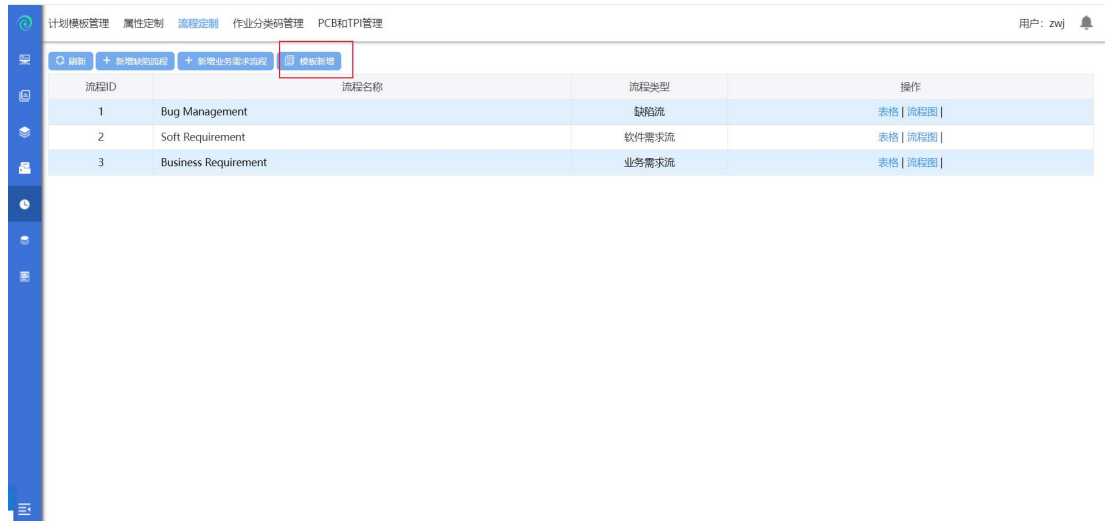 计划模板管理 属性定制 流程定制 作业分类码管理 PCB和TPI管理 用户：zwj
刷新 + 新增缺陷流程 + 新增业务需求流程 模板新增
流程ID 流程名称 流程类型 操作
1 Bug Management 缺陷流 表格 | 流程图 |
2 Soft Requirement 软件需求流 表格 | 流程图 |
3 Business Requirement 业务需求流 表格 | 流程图 |